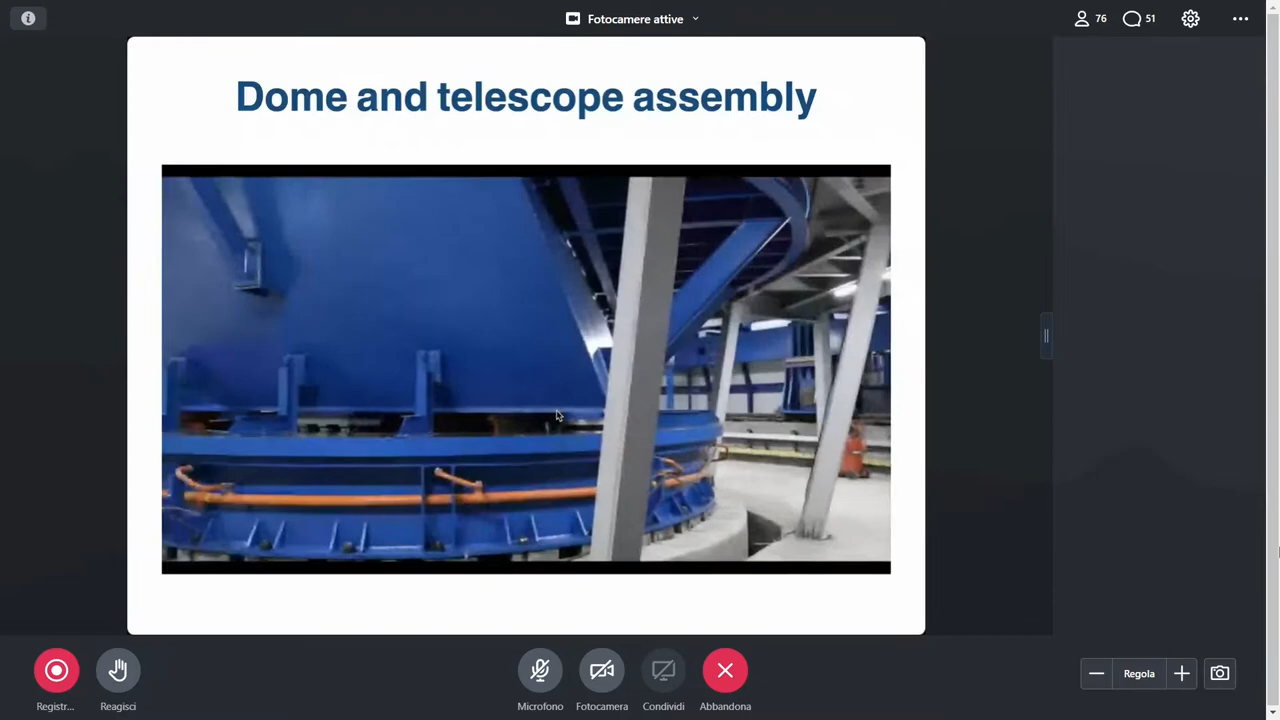 Fotocamere attive
76
51
Dome and telescope assembly
Registr...
Reagisci
Microfono
Fotocamera
Condividi
Abbandona
Regola